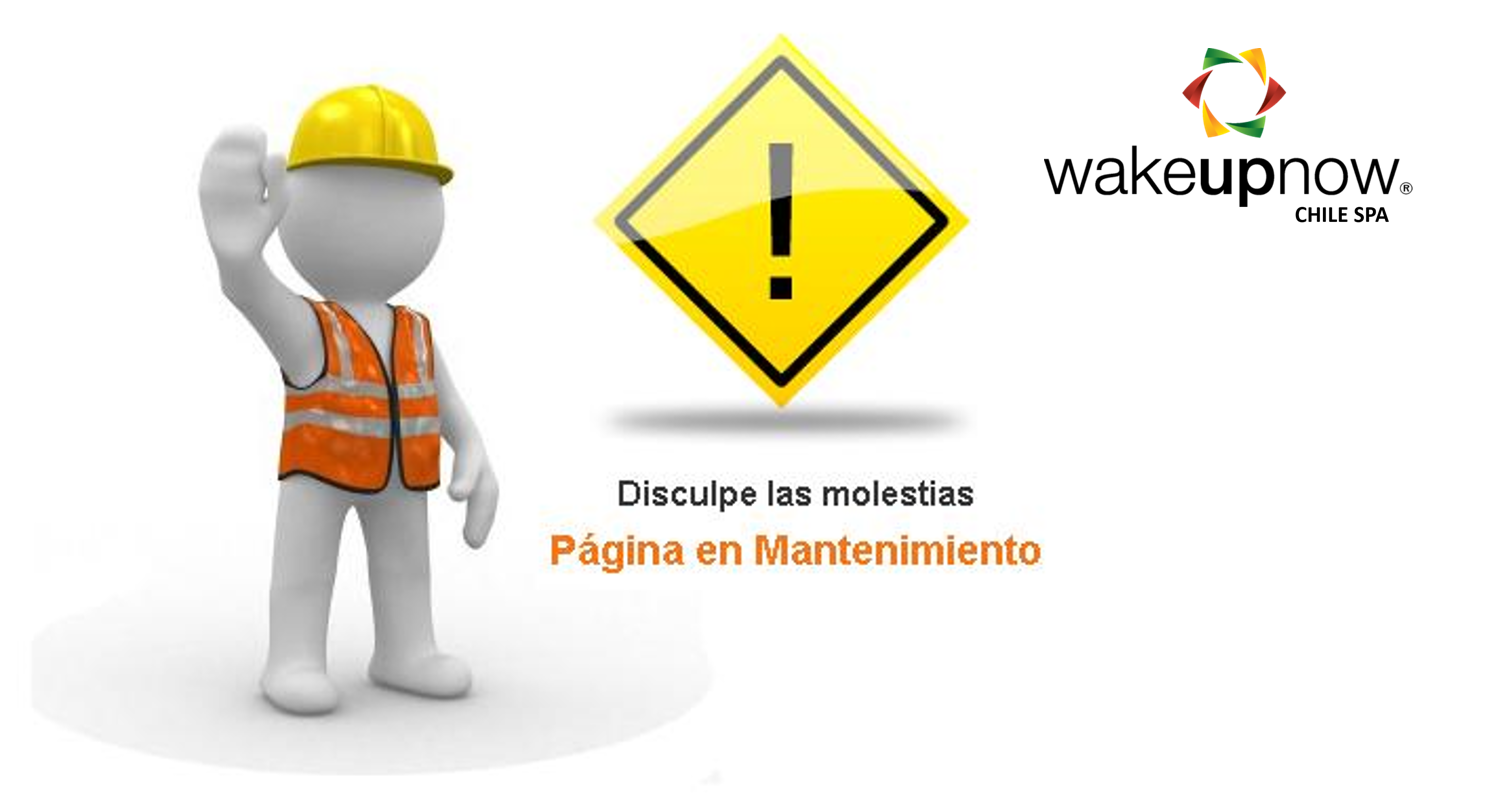 wakeupnow®
CHILE SPA
!
Disculpe las molestias
Página en Mantenimiento